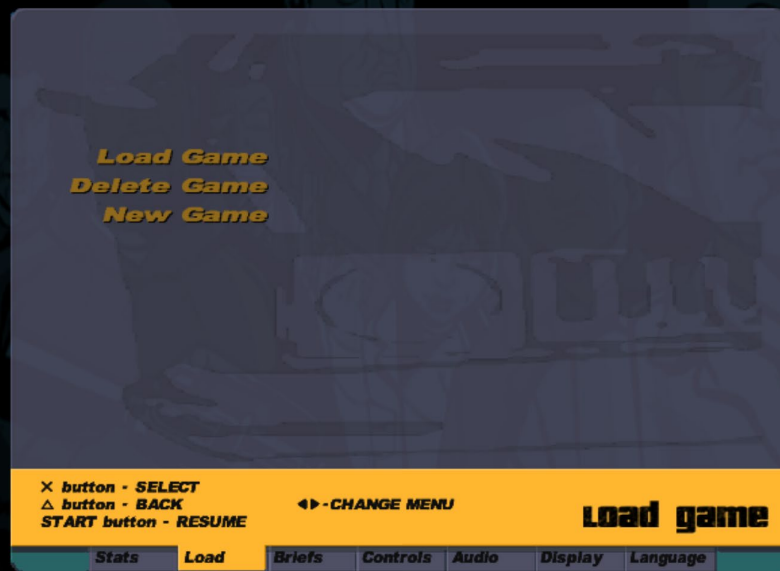 Load Game
Delete Game
New Game
X button - SELECT
△ button - BACK
◄►-CHANGE MENU
START button - RESUME
Load game
Stats Load Briefs Controls Audio Display Language